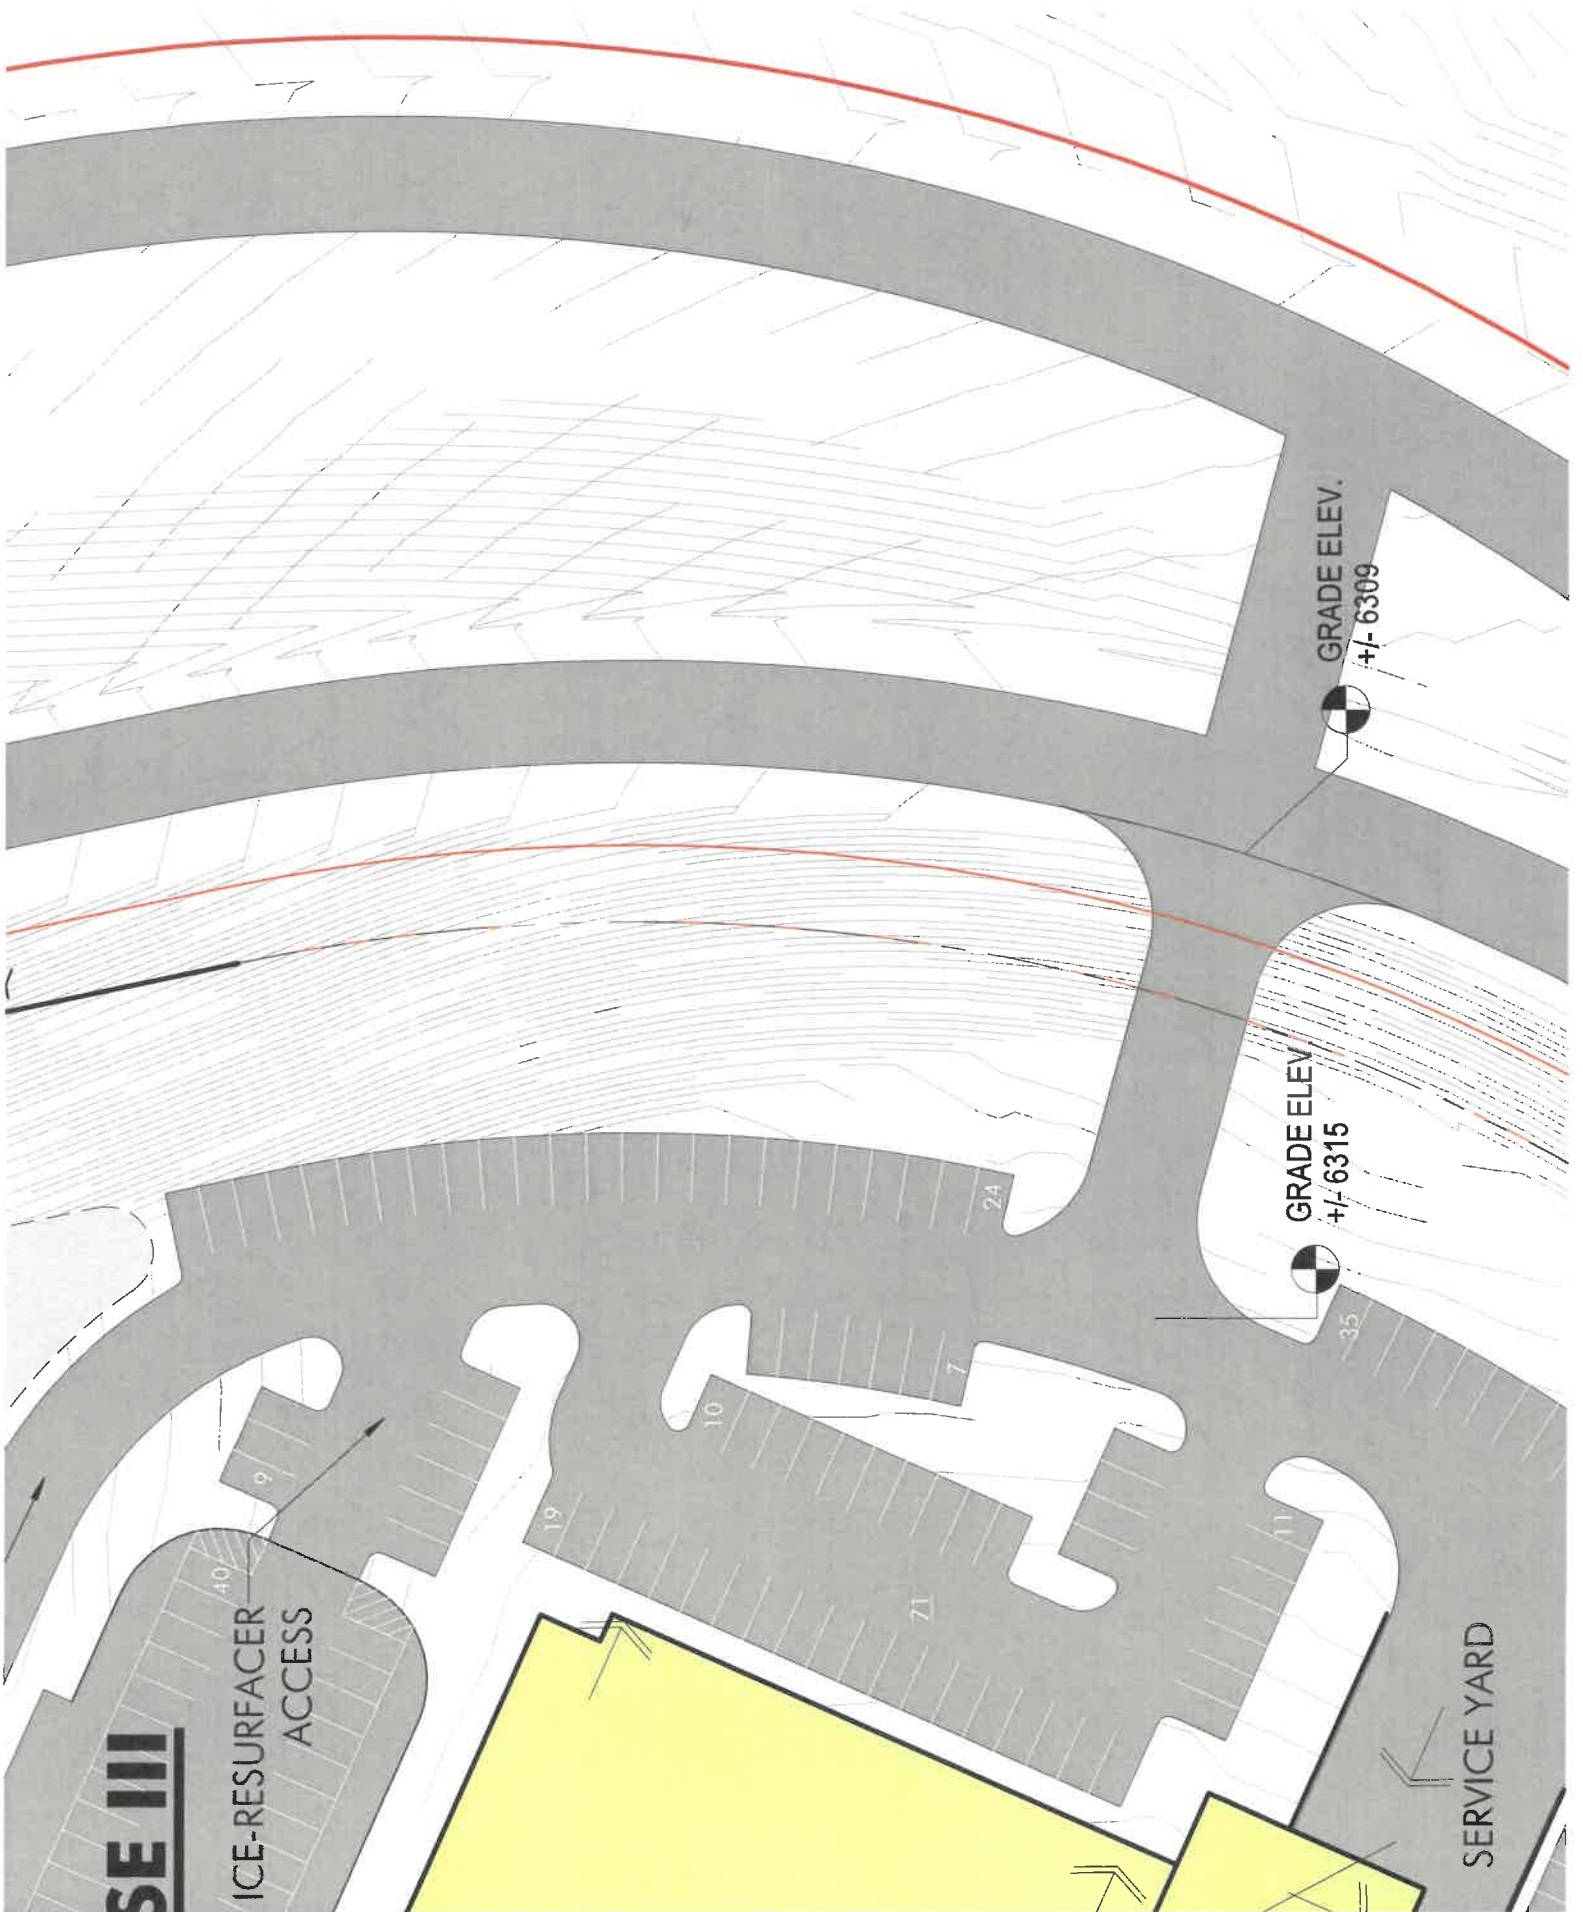 GRADE ELEV.
+/- 6309
GRADE ELEV
+/- 6315
24
35
7
10
9
19
11
40
71
ICE-RESURFACER
ACCESS
SE III
SERVICE YARD